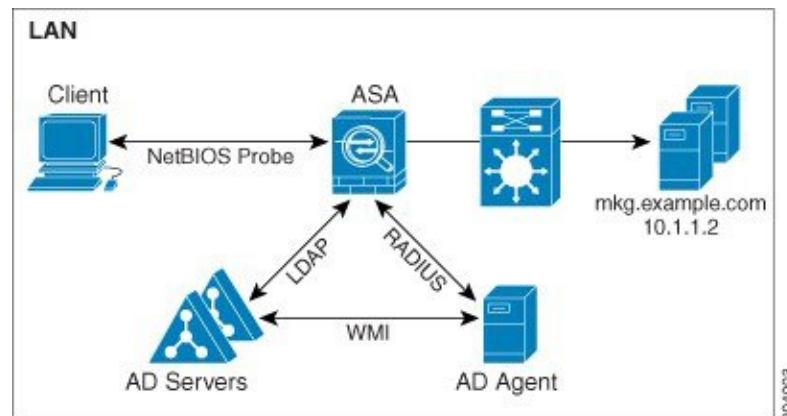 LAN
Client
ASA
NetBIOS Probe
mkg.example.com
10.1.1.2
LDAP
RADIUS
WMI
AD Servers
AD Agent